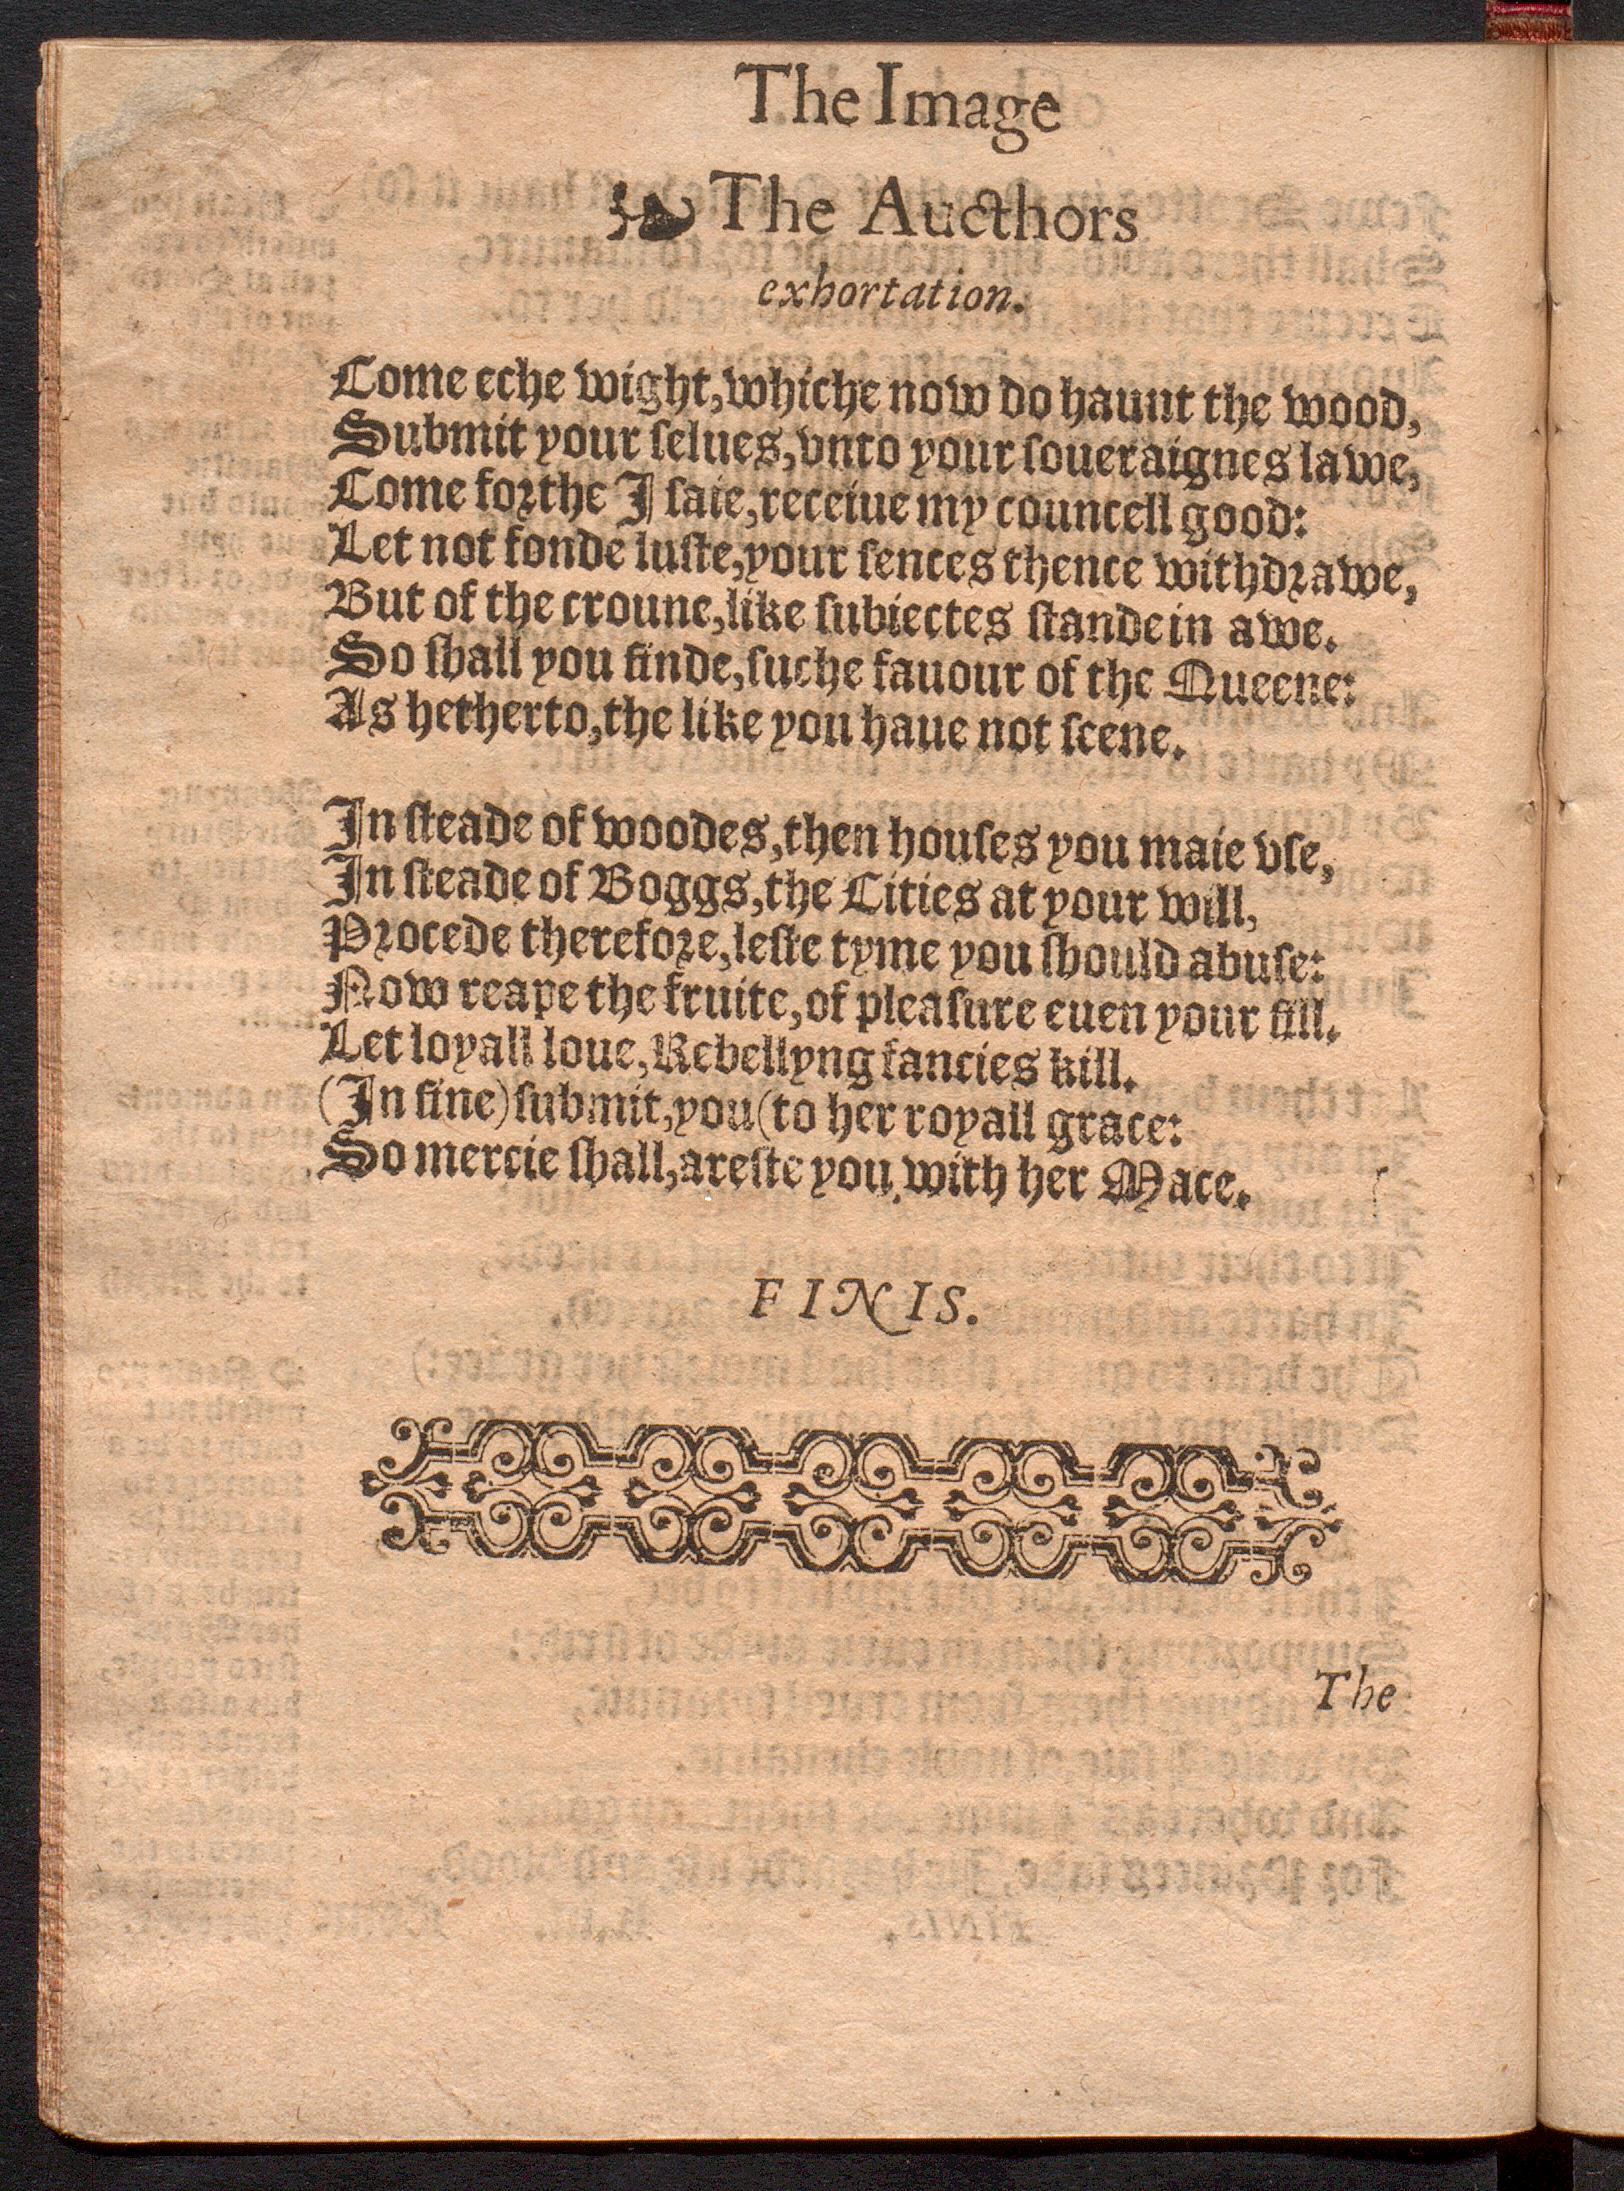 The Image
The Aucthors
exhortation.
Come eche wight, whiche now do haunt the wood,
Submit your ſelues, vnto your ſoueraignes lawe,
Come forthe I ſaie, receiue my councell good:
Let not fonde luſte, your ſences thence withdrawe,
But of the croune, like ſubiectes ſtande in awe.
So ſhall you finde, ſuche fauour of the Queene:
As hetherto, the like you haue not ſcene.
In ſteade of woodes, then houſes you maie vſe,
In ſteade of Boggs, the Cities at your will,
Procede therefore, leſte tyme you ſhould abuſe:
Now reape the fruite, of pleaſure euen your fill.
Let loyall loue, Rebellyng fancies kill.
(In fine) ſubmit, you (to her royall grace:
So mercie ſhall, areſte you, with her Mace.
FINIS.
The